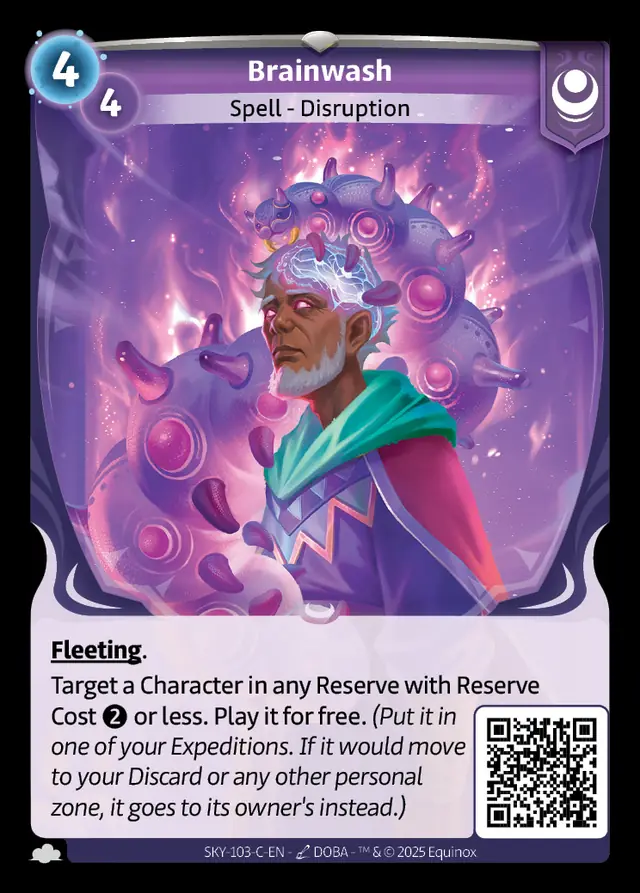 4
4
Brainwash
Spell - Disruption
Fleeting.
Target a Character in any Reserve with Reserve
Cost 2 or less. Play it for free. (Put it in
one of your Expeditions. If it would move
to your Discard or any other personal
zone, it goes to its owner's instead.)
SKY-103-C-EN - DOBA - ™ & © 2025 Equinox